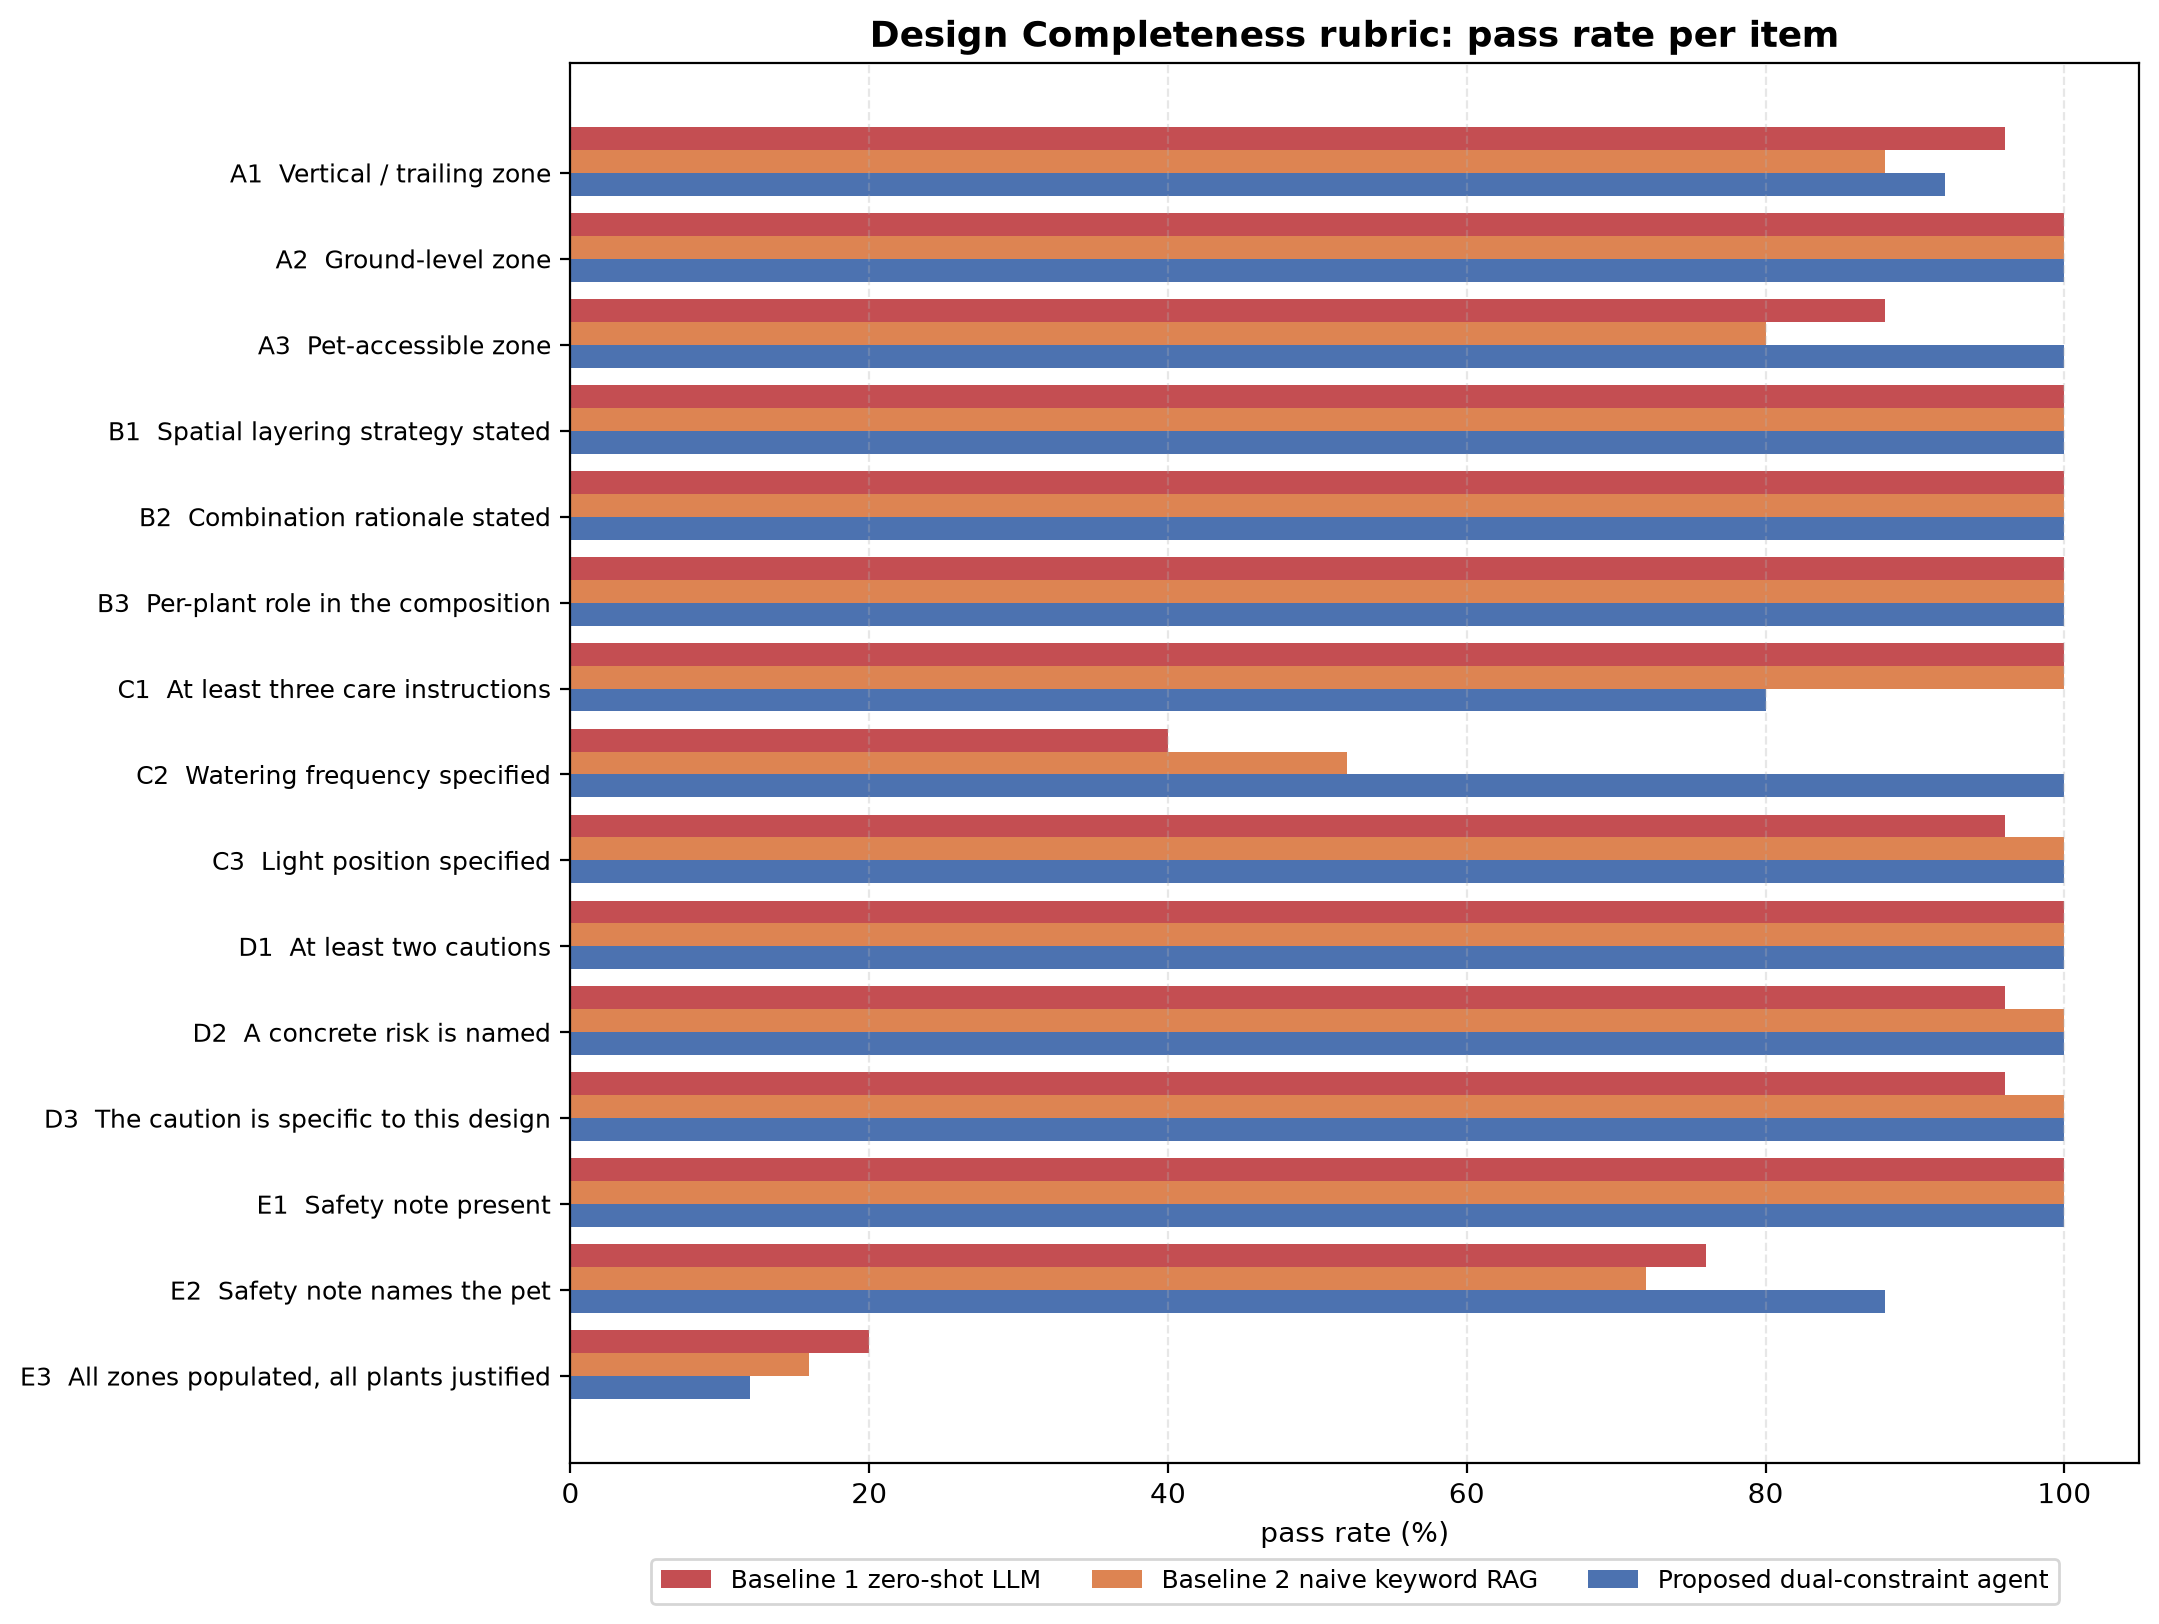 Design Completeness rubric: pass rate per item
A1  Vertical / trailing zone
A2  Ground-level zone
A3  Pet-accessible zone
B1  Spatial layering strategy stated
B2  Combination rationale stated
B3  Per-plant role in the composition
C1  At least three care instructions
C2  Watering frequency specified
C3  Light position specified
D1  At least two cautions
D2  A concrete risk is named
D3  The caution is specific to this design
E1  Safety note present
E2  Safety note names the pet
E3  All zones populated, all plants justified
0 20 40 60 80 100
pass rate (%)
Baseline 1 zero-shot LLM Baseline 2 naive keyword RAG Proposed dual-constraint agent